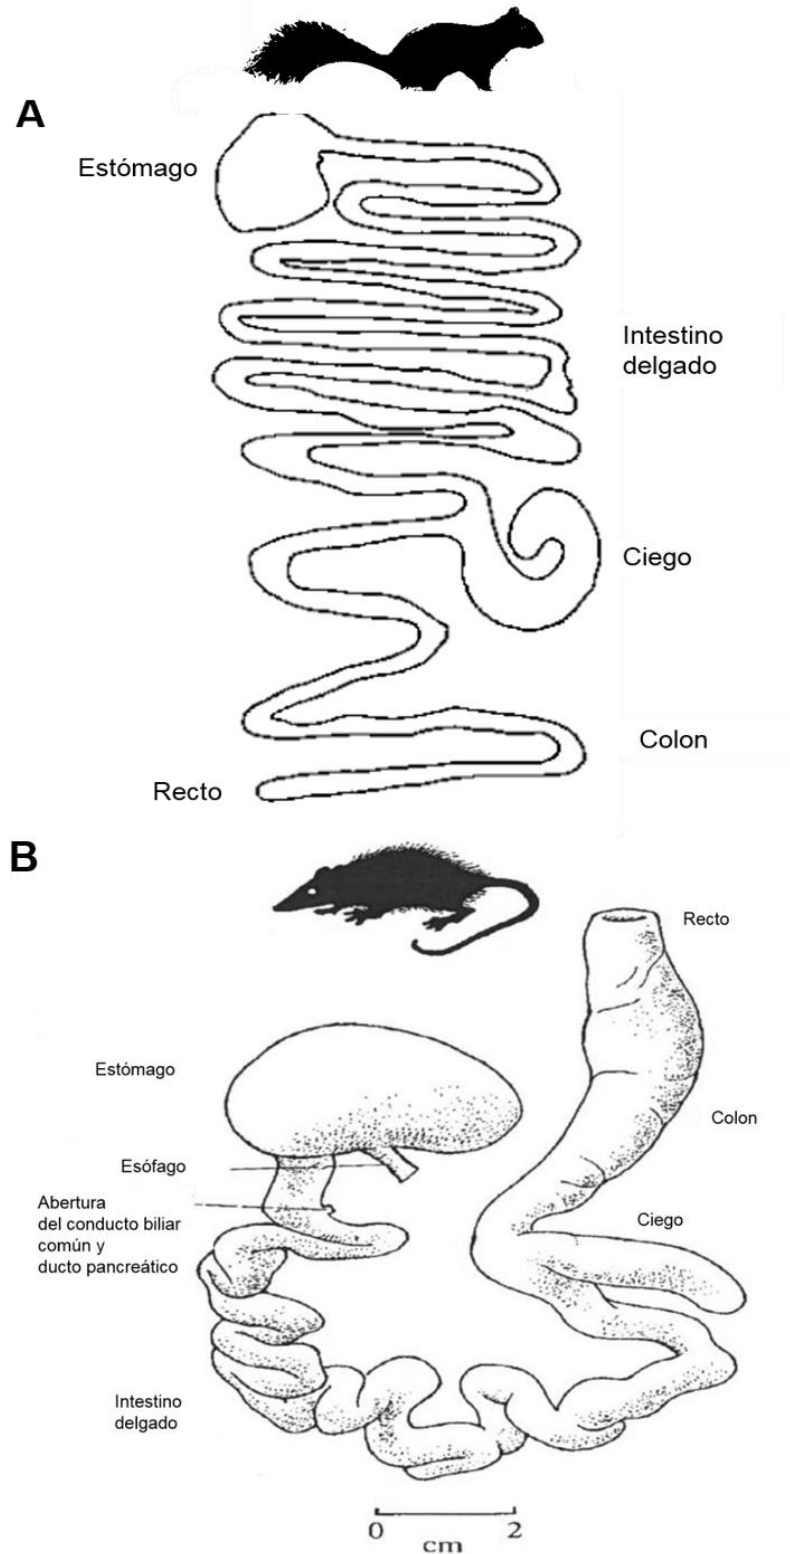 A
Estómago
Intestino
delgado
Ciego
Colon
Recto
B
Recto
Estómago
Colon
Esófago
Abertura
del conducto biliar
común y
ducto pancreático
Ciego
Intestino
delgado
0 2
cm